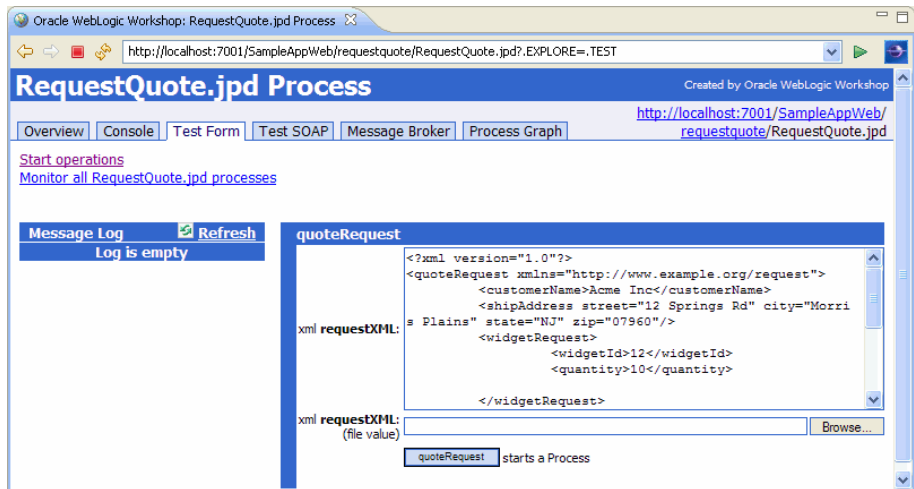 Oracle WebLogic Workshop: RequestQuote.jpd Process
http://localhost:7001/SampleAppWeb/requestquote/RequestQuote.jpd?.EXPLORE=.TEST
RequestQuote.jpd Process
Created by Oracle WebLogic Workshop
Overview Console Test Form Test SOAP Message Broker Process Graph
http://localhost:7001/SampleAppWeb/
requestquote/RequestQuote.jpd
Start operations
Monitor all RequestQuote.jpd processes
Message Log Refresh
Log is empty
quoteRequest
xml requestXML:
<?xml version="1.0"?>
<quoteRequest xmlns="http://www.example.org/request">
<customerName>Acme Inc</customerName>
<shipAddress street="12 Springs Rd" city="Morri
s Plains" state="NJ" zip="07960"/>
<widgetRequest>
<widgetId>12</widgetId>
<quantity>10</quantity>
</widgetRequest>
xml requestXML:
(file value)
Browse...
quoteRequest starts a Process